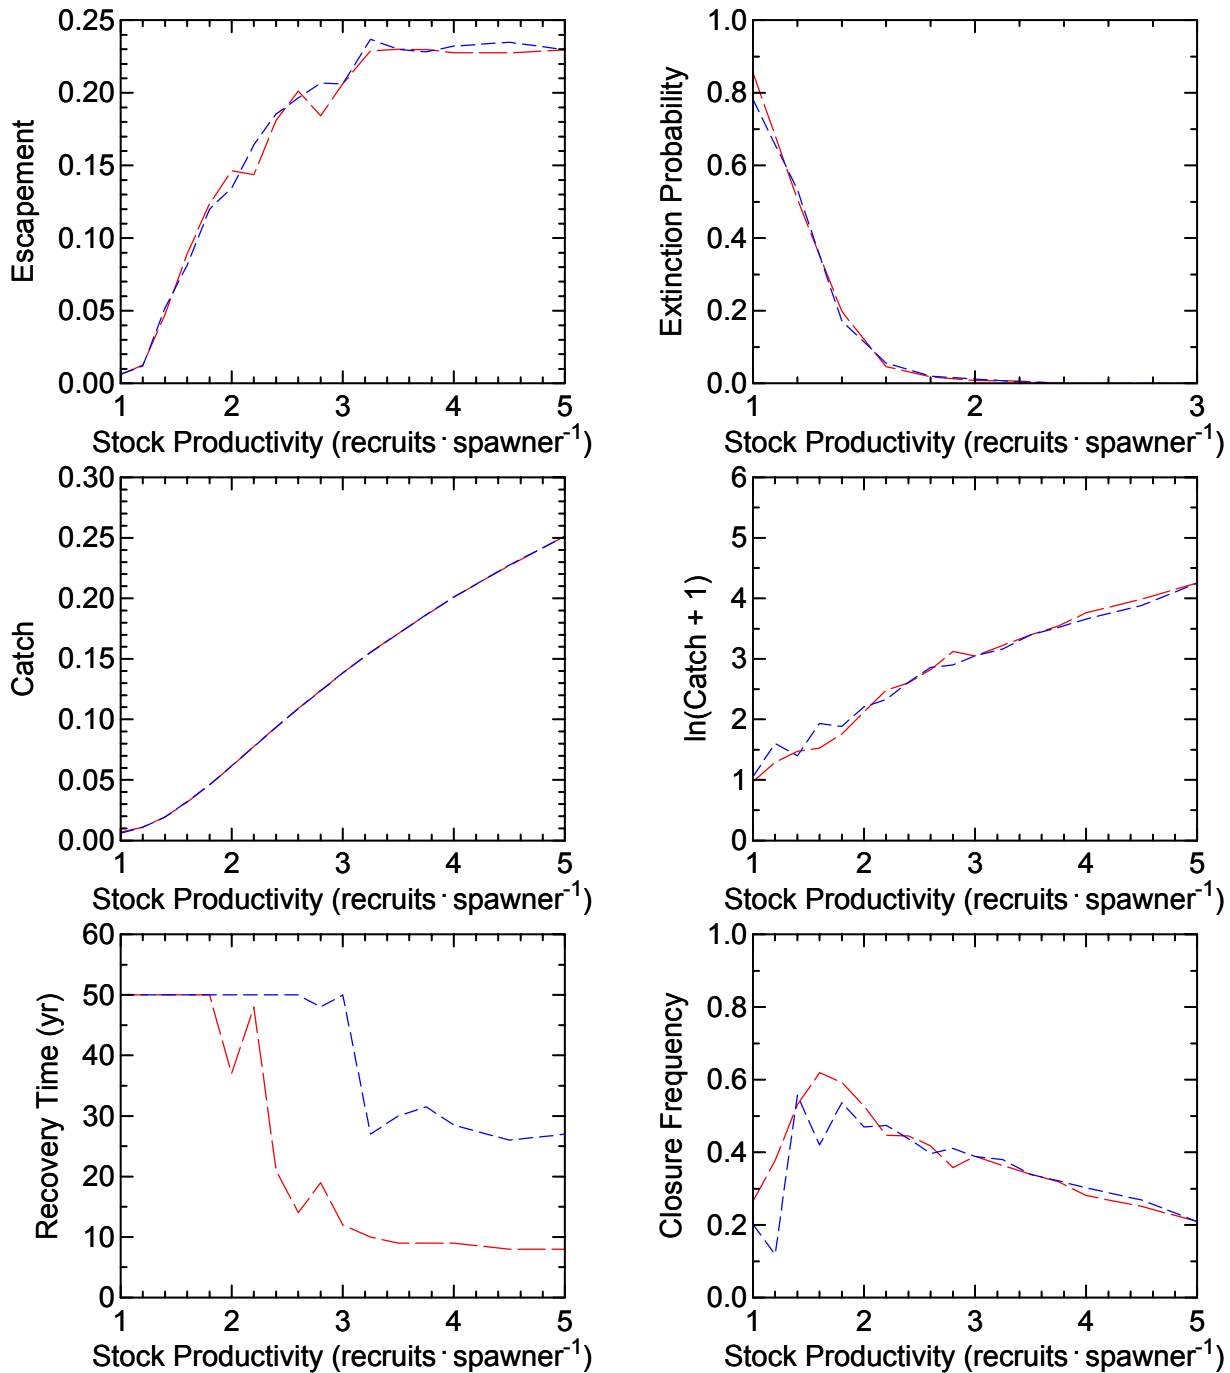 0.25
0.20
0.15
0.10
0.05
0.00
Escapement
1 2 3 4 5
Stock Productivity (recruits·spawner⁻¹)
1.0
0.8
0.6
0.4
0.2
0.0
Extinction Probability
1 2 3
Stock Productivity (recruits·spawner⁻¹)
0.30
0.25
0.20
0.15
0.10
0.05
0.00
Catch
1 2 3 4 5
Stock Productivity (recruits·spawner⁻¹)
6
5
4
3
2
1
0
ln(Catch + 1)
1 2 3 4 5
Stock Productivity (recruits·spawner⁻¹)
60
50
40
30
20
10
0
Recovery Time (yr)
1 2 3 4 5
Stock Productivity (recruits·spawner⁻¹)
1.0
0.8
0.6
0.4
0.2
0.0
Closure Frequency
1 2 3 4 5
Stock Productivity (recruits·spawner⁻¹)